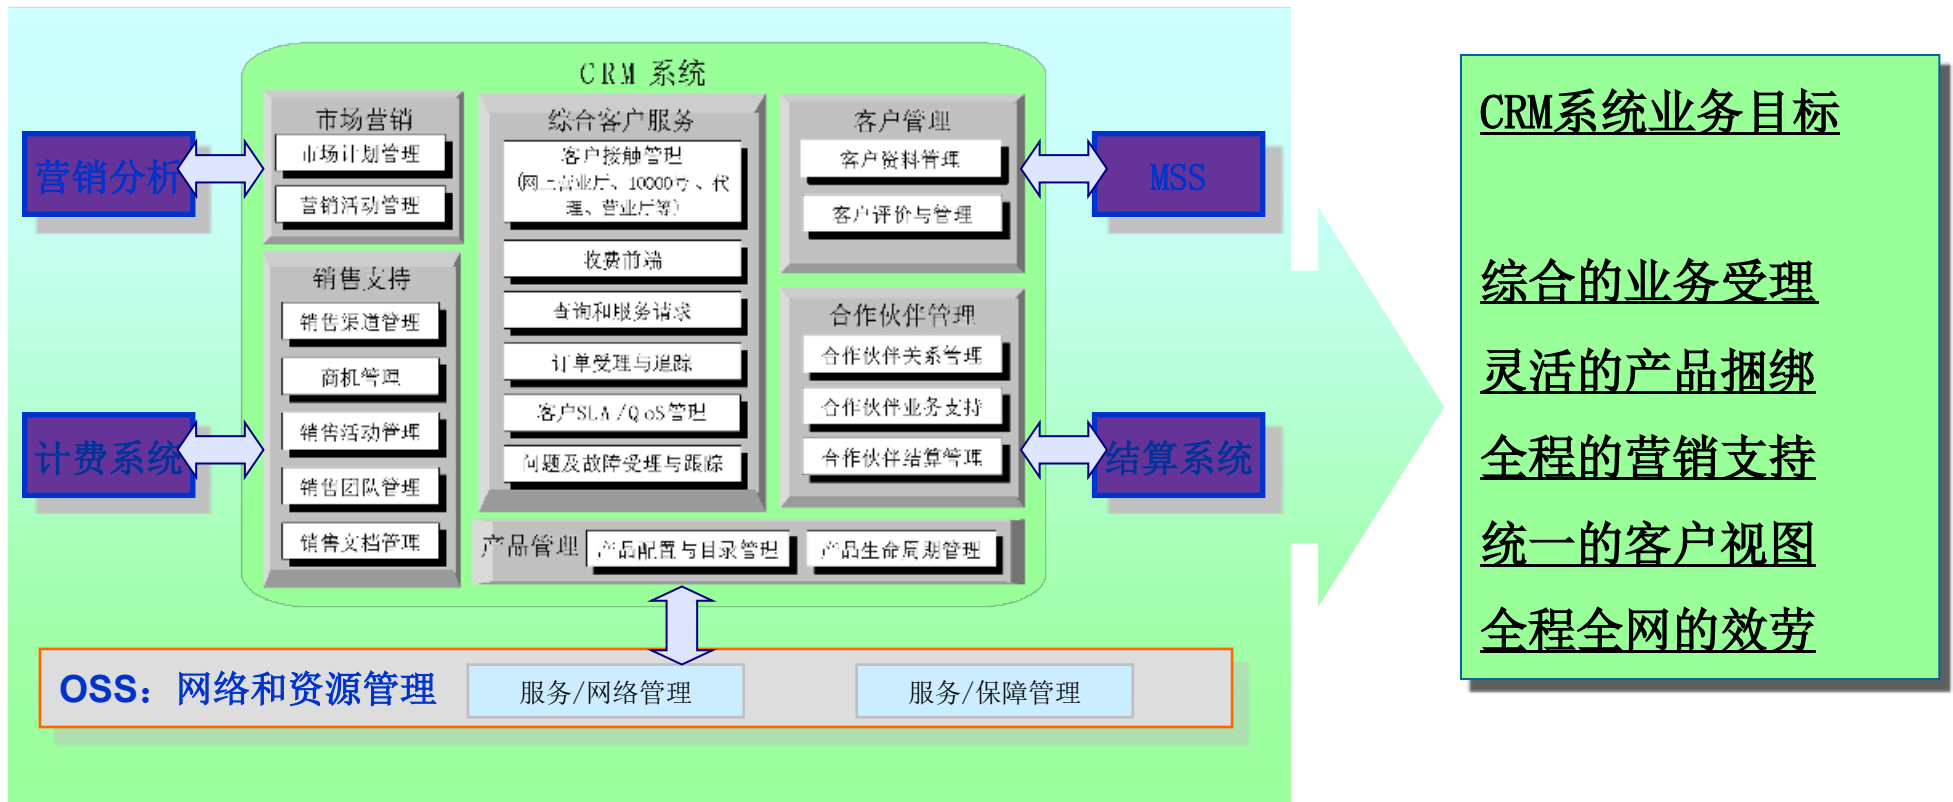 CRM 系统
市场营销
市场计划管理
营销活动管理
销售支持
销售渠道管理
商机管理
销售活动管理
销售团队管理
销售文档管理
综合客户服务
客户接触管理
(网上营业厅、10000号、代
理、营业厅等)
收费前端
查询和服务请求
订单受理与追踪
客户SLA/QoS管理
问题及故障受理与跟踪
客户管理
客户资料管理
客户评价与管理
合作伙伴管理
合作伙伴关系管理
合作伙伴业务支持
合作伙伴结算管理
产品管理
产品配置与目录管理
产品生命周期管理
营销分析
计费系统
MSS
结算系统
OSS：网络和资源管理
服务/网络管理
服务/保障管理
CRM系统业务目标
综合的业务受理
灵活的产品捆绑
全程的营销支持
统一的客户视图
全程全网的效劳